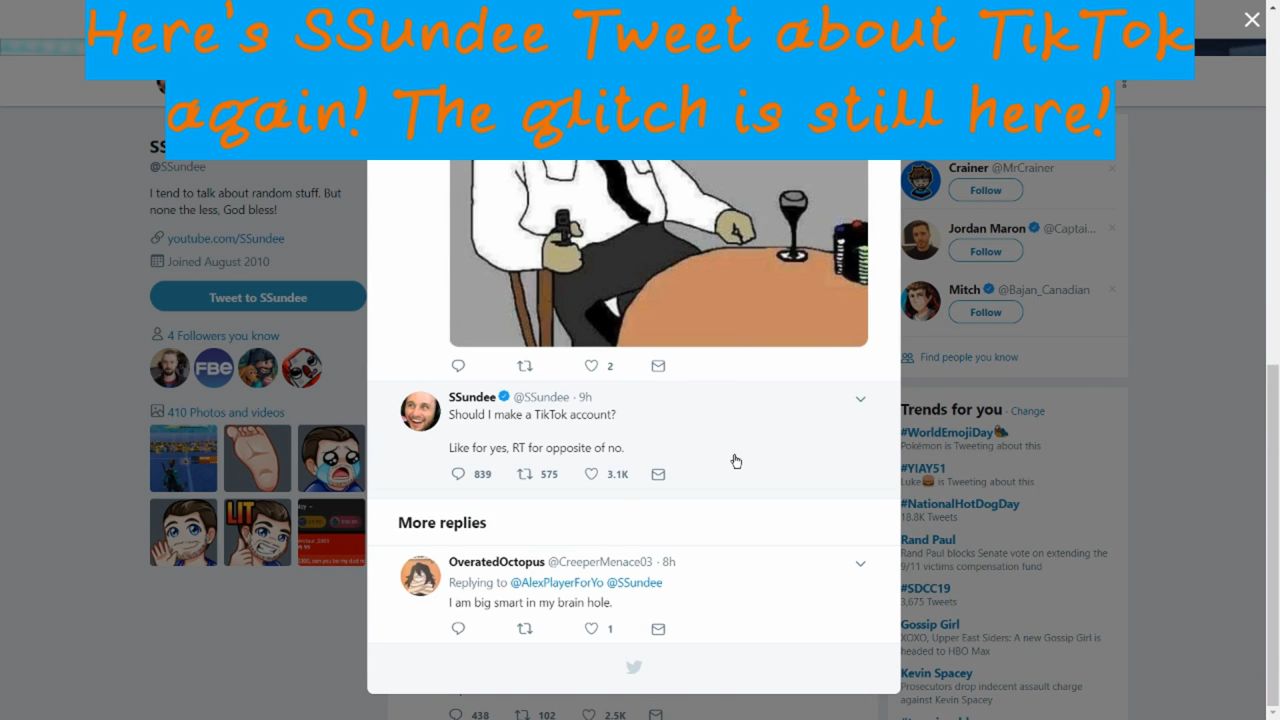 Here's SSundee Tweet about TikTok
again! The glitch is still here!
@SSundee
I tend to talk about random stuff. But
none the less, God bless!
youtube.com/SSundee
Joined August 2010
Tweet to SSundee
4 Followers you know
FBE
410 Photos and videos
LIT
2
SSundee @SSundee · 9h
Should I make a TikTok account?
Like for yes, RT for opposite of no.
839 575 3.1K
More replies
OveratedOctopus @CreeperMenace03 · 8h
Replying to @AlexPlayerForYo @SSundee
I am big smart in my brain hole.
1
438 102 2.5K
Crainer @MrCrainer
Follow
Jordan Maron @Captai...
Follow
Mitch @Bajan_Canadian
Follow
Find people you know
Trends for you · Change
#WorldEmojiDay
Pokémon is Tweeting about this
#YIAY51
Luke🍔 is Tweeting about this
#NationalHotDogDay
18.8K Tweets
Rand Paul
Rand Paul blocks Senate vote on extending the
9/11 victims compensation fund
#SDCC19
3,675 Tweets
Gossip Girl
XOXO, Upper East Siders: A new Gossip Girl is
headed to HBO Max
Kevin Spacey
Prosecutors drop indecent assault charge
against Kevin Spacey